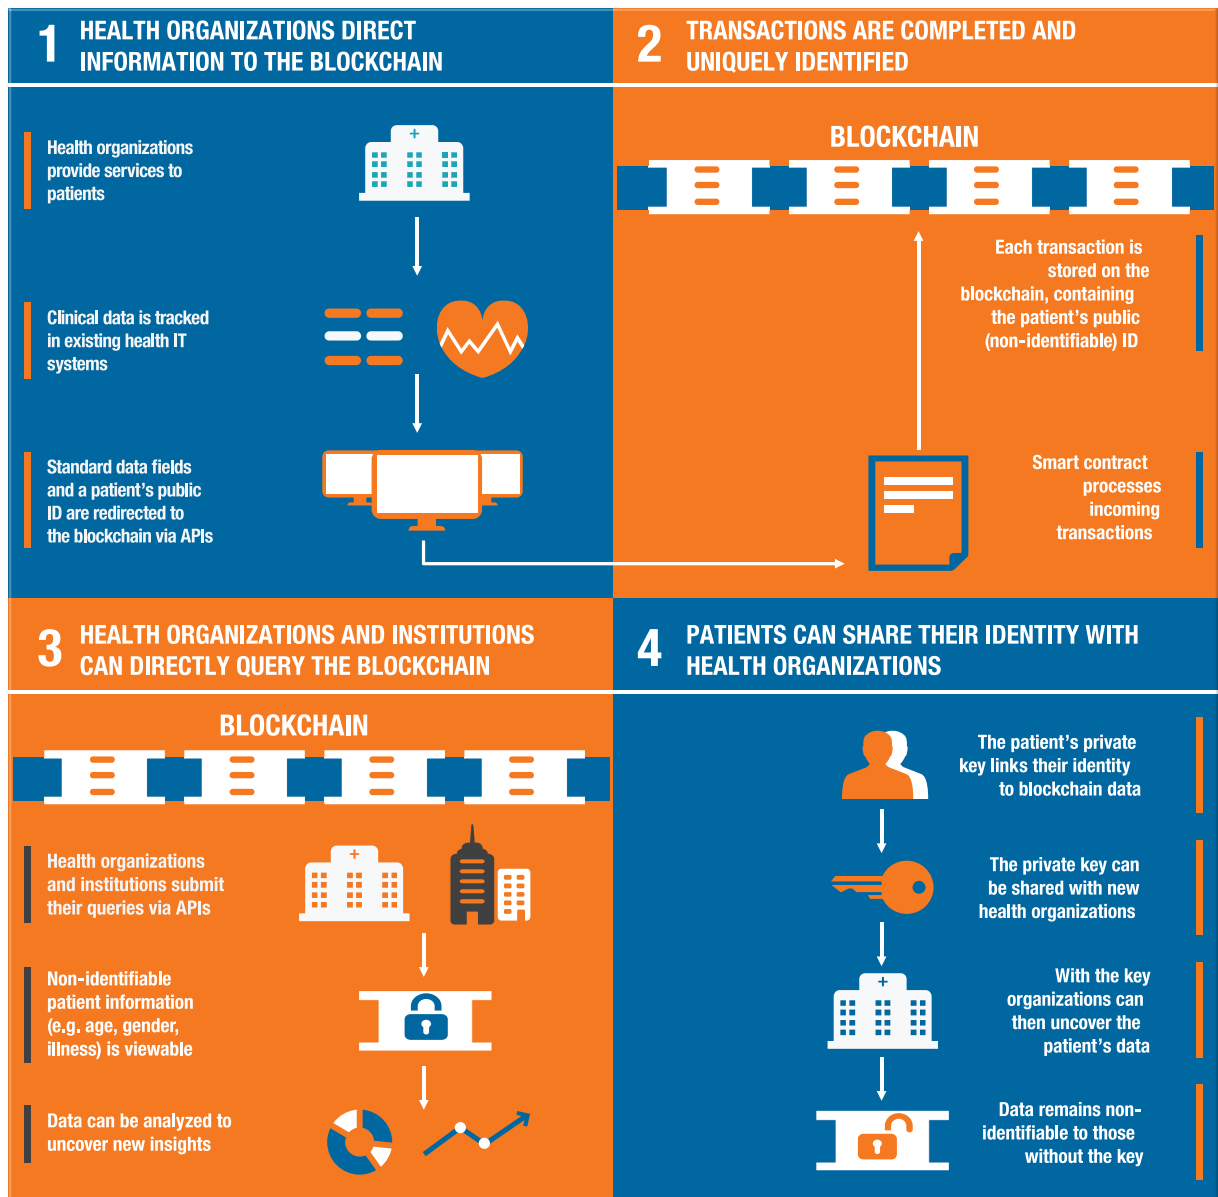 1 HEALTH ORGANIZATIONS DIRECT
INFORMATION TO THE BLOCKCHAIN
Health organizations
provide services to
patients
Clinical data is tracked
in existing health IT
systems
Standard data fields
and a patient's public
ID are redirected to
the blockchain via APIs
2 TRANSACTIONS ARE COMPLETED AND
UNIQUELY IDENTIFIED
BLOCKCHAIN
Each transaction is
stored on the
blockchain, containing
the patient's public
(non-identifiable) ID
Smart contract
processes
incoming
transactions
3 HEALTH ORGANIZATIONS AND INSTITUTIONS
CAN DIRECTLY QUERY THE BLOCKCHAIN
BLOCKCHAIN
Health organizations
and institutions submit
their queries via APIs
Non-identifiable
patient information
(e.g. age, gender,
illness) is viewable
Data can be analyzed to
uncover new insights
4 PATIENTS CAN SHARE THEIR IDENTITY WITH
HEALTH ORGANIZATIONS
The patient's private
key links their identity
to blockchain data
The private key can
be shared with new
health organizations
With the key
organizations can
then uncover the
patient's data
Data remains non-
identifiable to those
without the key